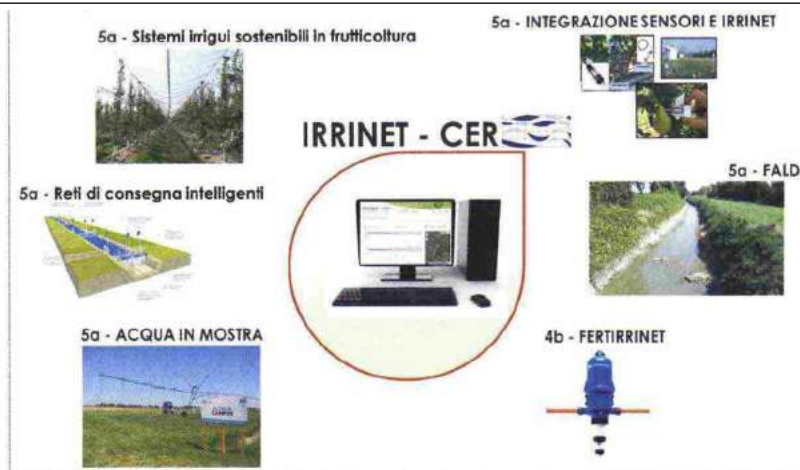 5a - Sistemi irrigui sostenibili in frutticoltura
5a - INTEGRAZIONE SENSORI E IRRINET
IRRINET - CER
5a - Reti di consegna intelligenti
5a - FALD
5a - ACQUA IN MOSTRA
4b - FERTIRRINET